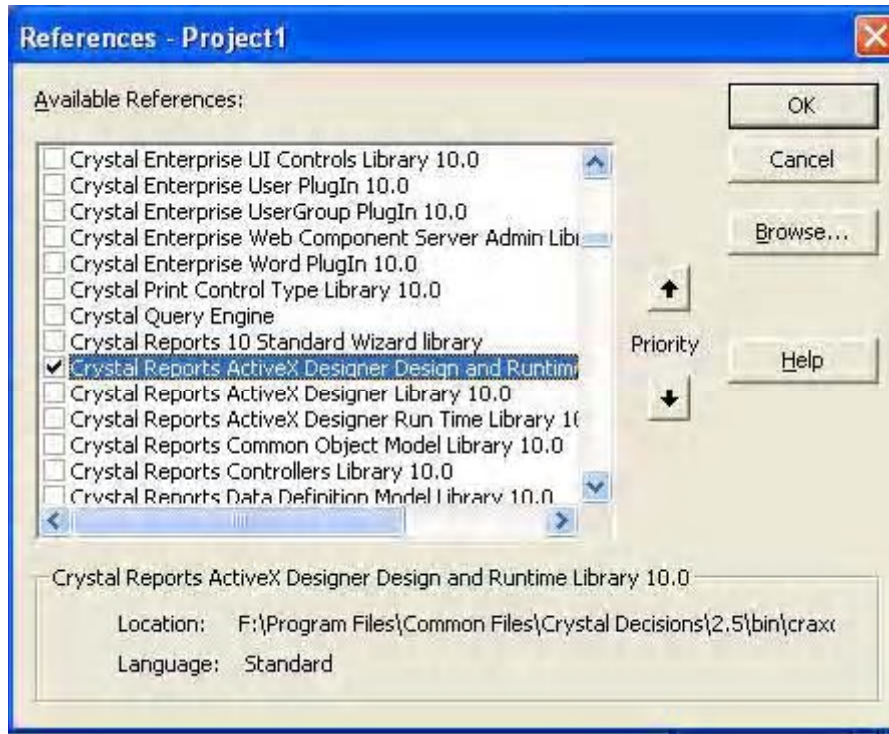 References - Project1
Available References:
OK
Crystal Enterprise UI Controls Library 10.0
Cancel
Crystal Enterprise User PlugIn 10.0
Crystal Enterprise UserGroup PlugIn 10.0
Crystal Enterprise Web Component Server Admin
Browse...
Crystal Enterprise Word PlugIn 10.0
Crystal Print Control Type Library 10.0
Crystal Query Engine
Crystal Reports 10 Standard Wizard library
Priority
Crystal Reports ActiveX Designer Design and
Help
Crystal Reports ActiveX Designer Library 10.0
Crystal Reports ActiveX Designer Run Time Library
Crystal Reports Common Object Model Library 10.0
Crystal Reports Controllers Library 10.0
Crystal Reports Data Definition Model Library 10.0
Crystal Reports ActiveX Designer Design and Runtime Library 10.0
Location: F:\Program Files\Common Files\Crystal Decisions\2.5\bin\crax
Language: Standard